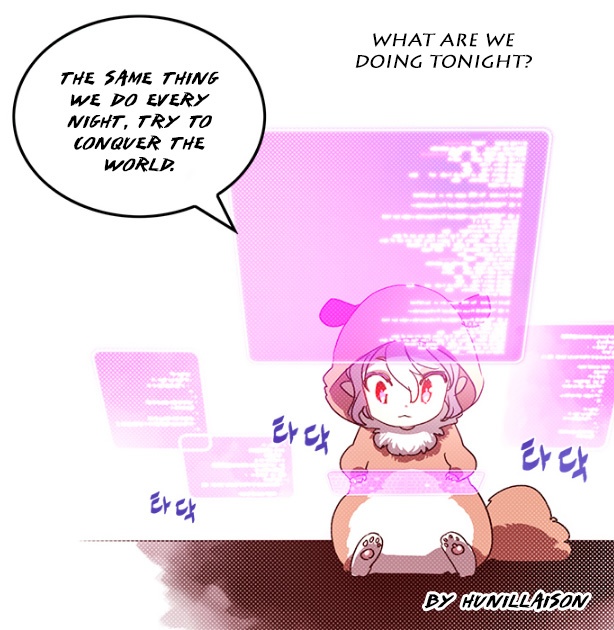 WHAT ARE WE
DOING TONIGHT?
THE SAME THING
WE DO EVERY
NIGHT, TRY TO
CONQUER THE
WORLD.
타닥
타닥
타닥
BY HUNILLAISON